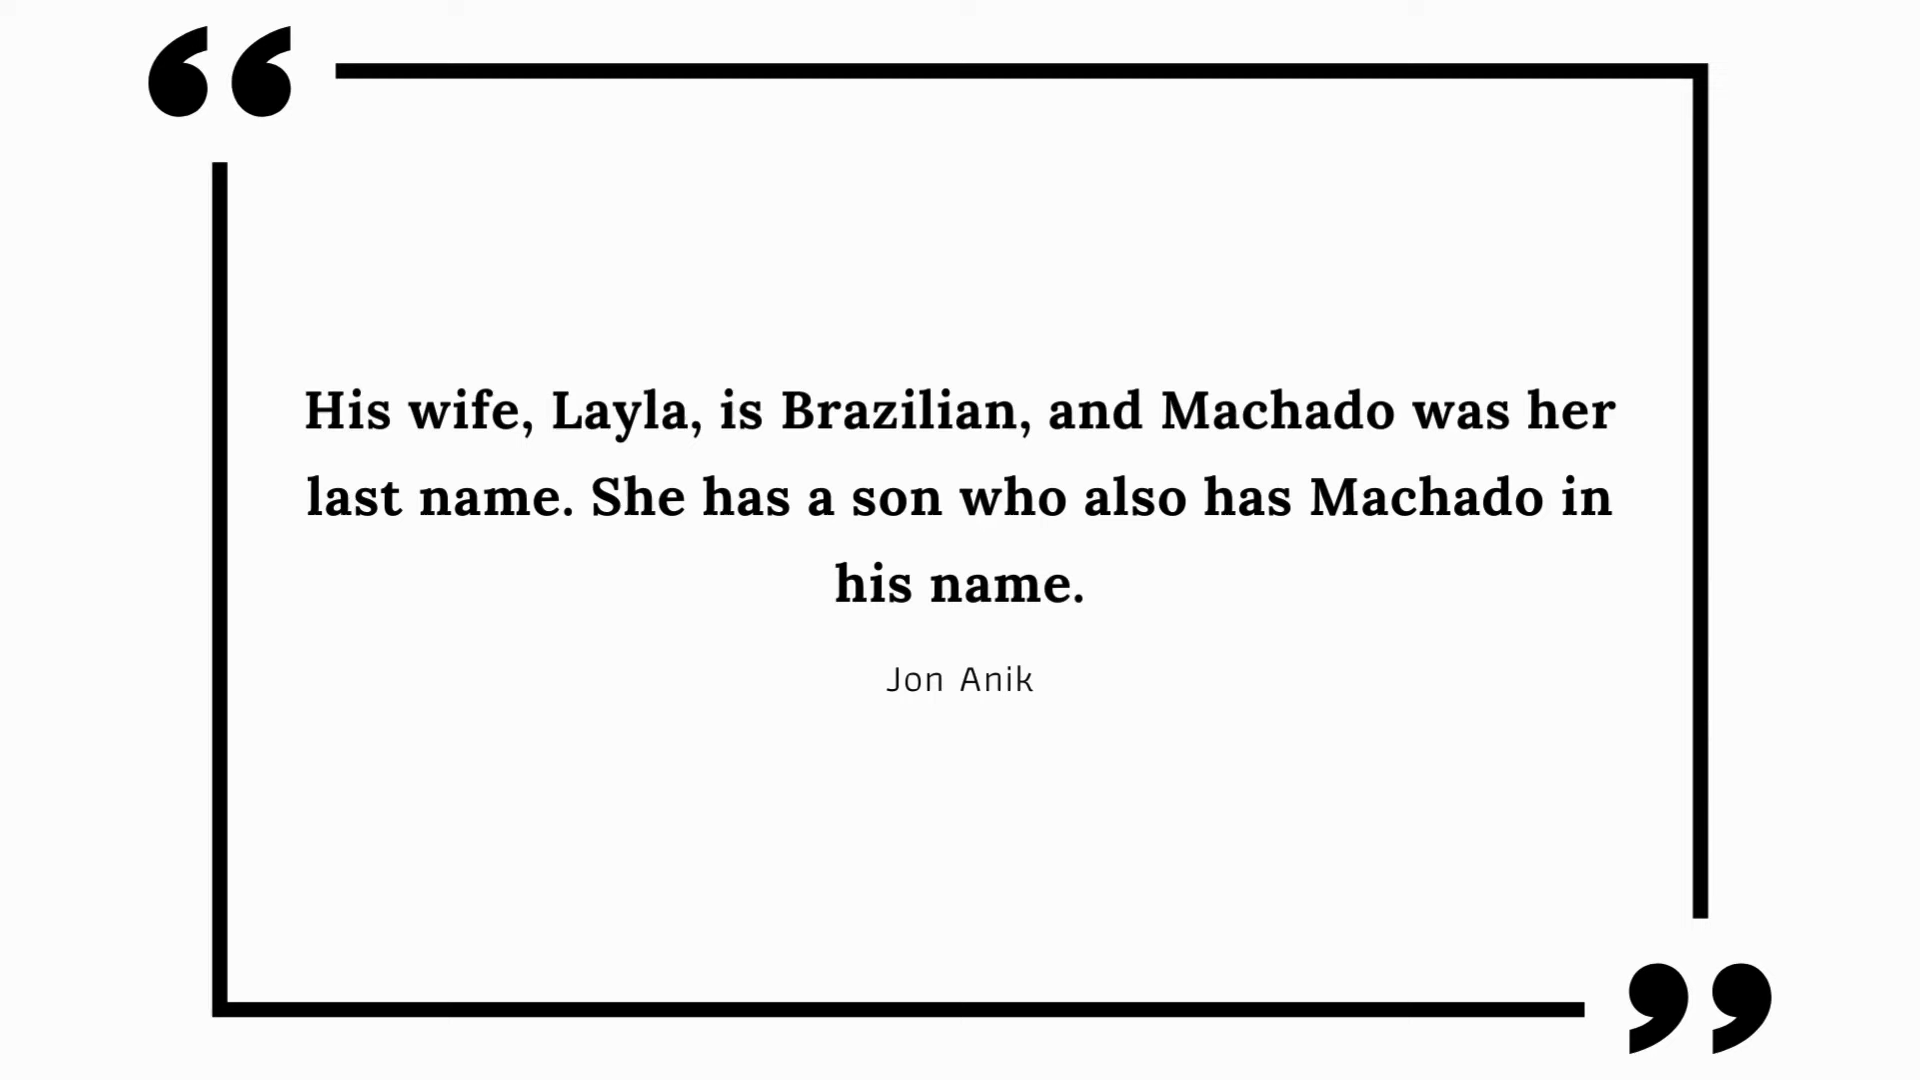 “
His wife, Layla, is Brazilian, and Machado was her
last name. She has a son who also has Machado in
his name.
Jon Anik
”